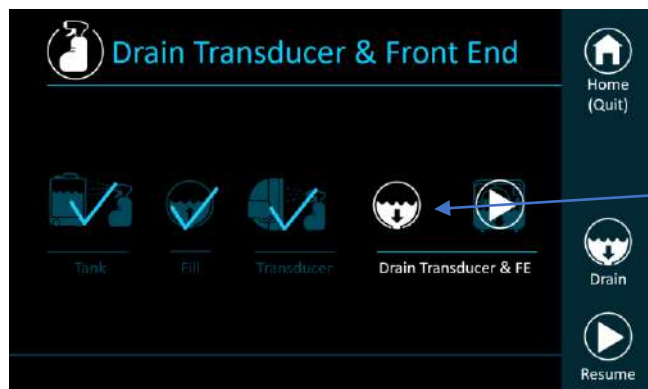 Drain Transducer & Front End
Home
(Quit)
Tank
Fill
Transducer
Drain Transducer & FE
Drain
Resume